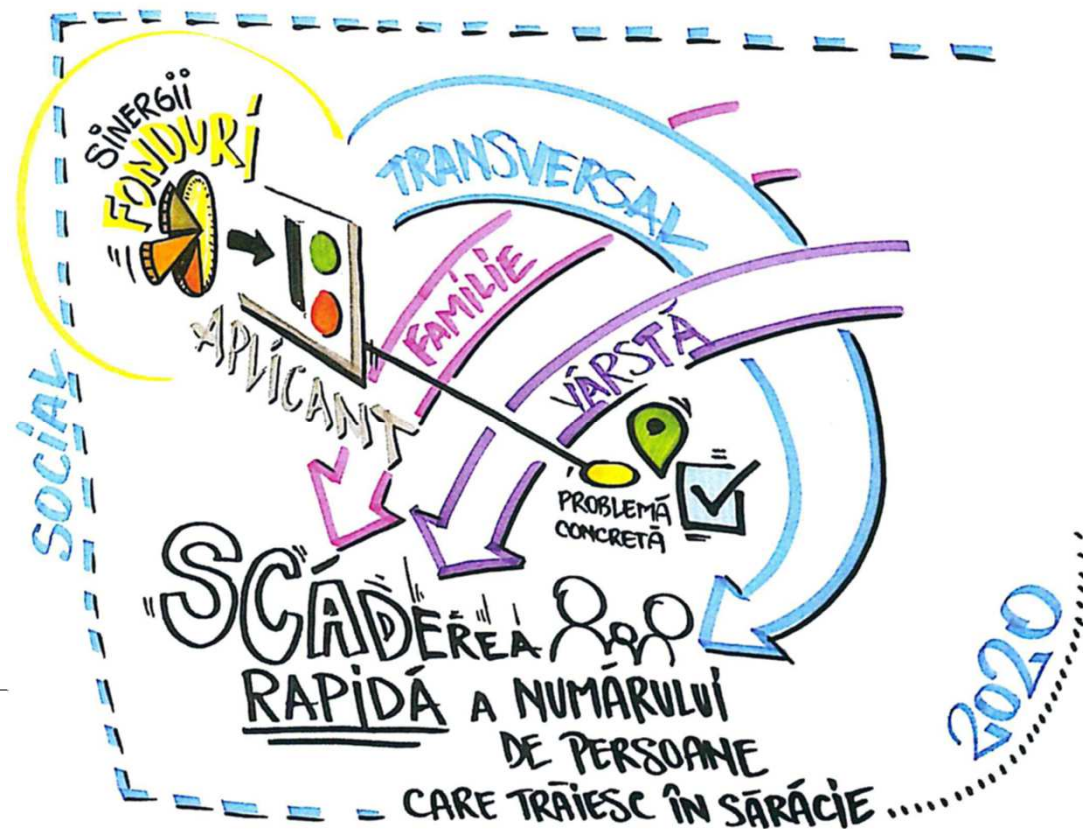 SINERGII
FONDURI
APLICANT
TRANSVERSAL
FAMILIE
VÂRSTĂ
PROBLEMĂ
CONCRETĂ
SOCIAL
SCĂDEREA
RAPIDĂ A NUMĂRULUI
DE PERSOANE
CARE TRĂIESC ÎN SĂRĂCIE
2020